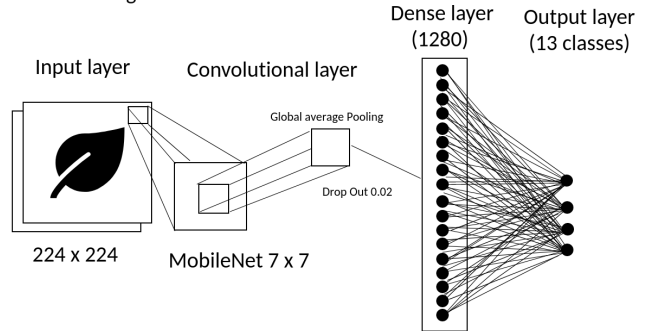 Dense layer
(1280)
Output layer
(13 classes)
Input layer
Convolutional layer
Global average Pooling
Drop Out 0.02
224 x 224
MobileNet 7 x 7